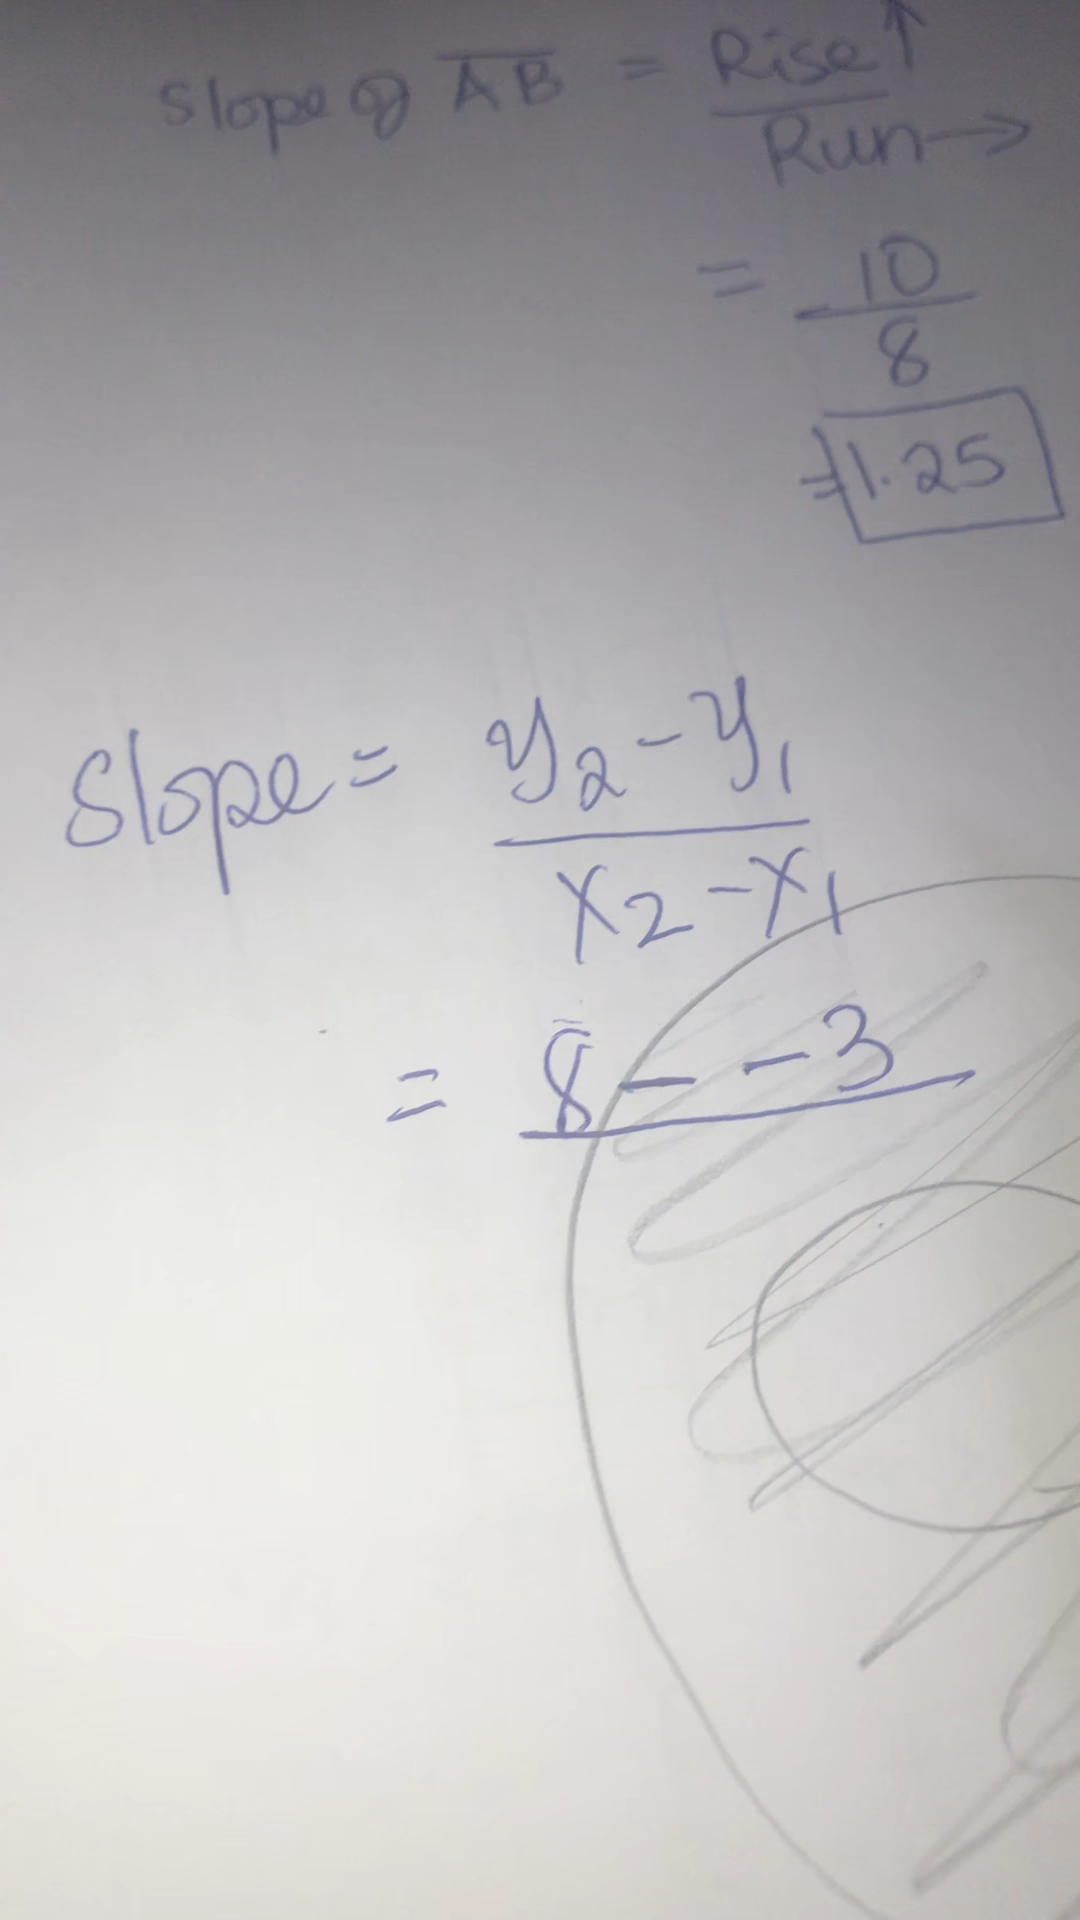 Slope of AB = Rise↑
Run→
= 10
8
= 1.25
Slope = y₂ - y₁
x₂ - x₁
= 8 - -3